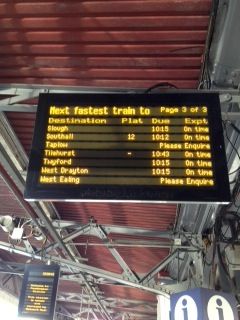 Next fastest train to Page 3 of 3
Destination Plat Due Expt
Slough 10:15 On time
Southall 12 10:12 On time
Taplow Please Enquire
Tilehurst - 10:43 On time
Twyford 10:15 On time
West Drayton 10:15 On time
West Ealing Please Enquire
i i